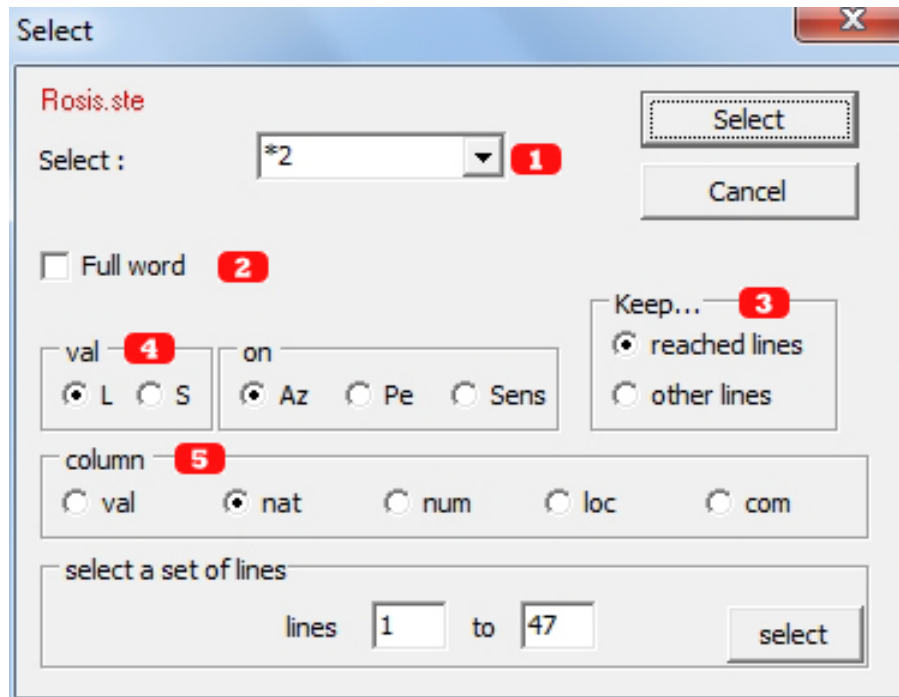 Select
X
Rosis.ste
Select
Select :
*2
1
Cancel
Full word
2
Keep...
3
reached lines
other lines
val
4
on
L
S
Az
Pe
Sens
column
5
val
nat
num
loc
com
select a set of lines
lines
1
to
47
select